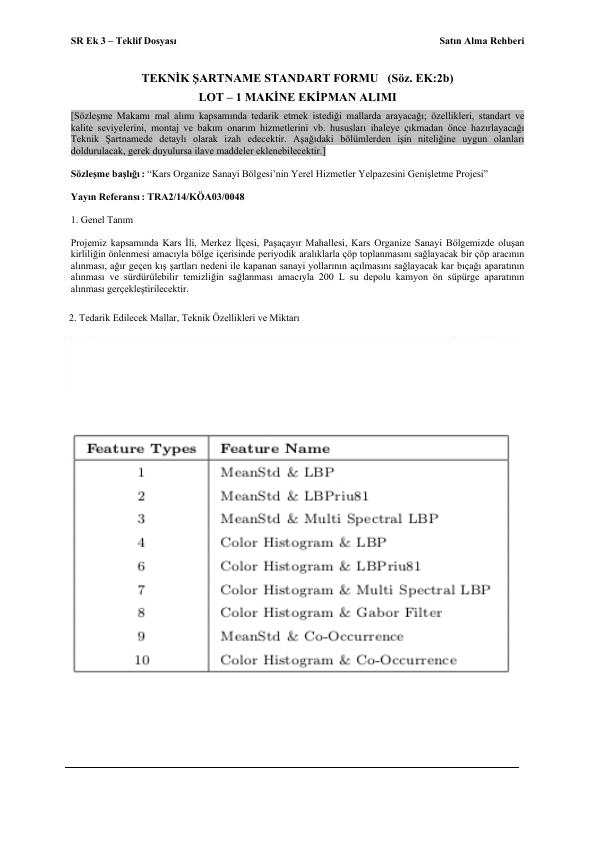 SR Ek 3 – Teklif Dosyası Satın Alma Rehberi
TEKNİK ŞARTNAME STANDART FORMU (Söz. EK:2b)
LOT – 1 MAKİNE EKİPMAN ALIMI
[Sözleşme Makamı mal alımı kapsamında tedarik etmek istediği mallarda arayacağı; özellikleri, standart ve
kalite seviyelerini, montaj ve bakım onarım hizmetlerini vb. hususları ihaleye çıkmadan önce hazırlayacağı
Teknik Şartnamede detaylı olarak izah edecektir. Aşağıdaki bölümlerden işin niteliğine uygun olanları
doldurulacak, gerek duyulursa ilave maddeler eklenebilecektir.]
Sözleşme başlığı : “Kars Organize Sanayi Bölgesi’nin Yerel Hizmetler Yelpazesini Genişletme Projesi”
Yayın Referansı : TRA2/14/KÖA03/0048
1. Genel Tanım
Projemiz kapsamında Kars İli, Merkez İlçesi, Paşaçayır Mahallesi, Kars Organize Sanayi Bölgemizde oluşan
kirliliğin önlenmesi amacıyla bölge içerisinde periyodik aralıklarla çöp toplanmasını sağlayacak bir çöp aracının
alınması, ağır geçen kış şartları nedeni ile kapanan sanayi yollarının açılmasını sağlayacak kar bıçağı aparatının
alınması ve sürdürülebilir temizliğin sağlanması amacıyla 200 L su depolu kamyon ön süpürge aparatının
alınması gerçekleştirilecektir.
2. Tedarik Edilecek Mallar, Teknik Özellikleri ve Miktarı
Feature Types Feature Name
1 MeanStd & LBP
2 MeanStd & LBPriu81
3 MeanStd & Multi Spectral LBP
4 Color Histogram & LBP
6 Color Histogram & LBPriu81
7 Color Histogram & Multi Spectral LBP
8 Color Histogram & Gabor Filter
9 MeanStd & Co-Occurrence
10 Color Histogram & Co-Occurrence